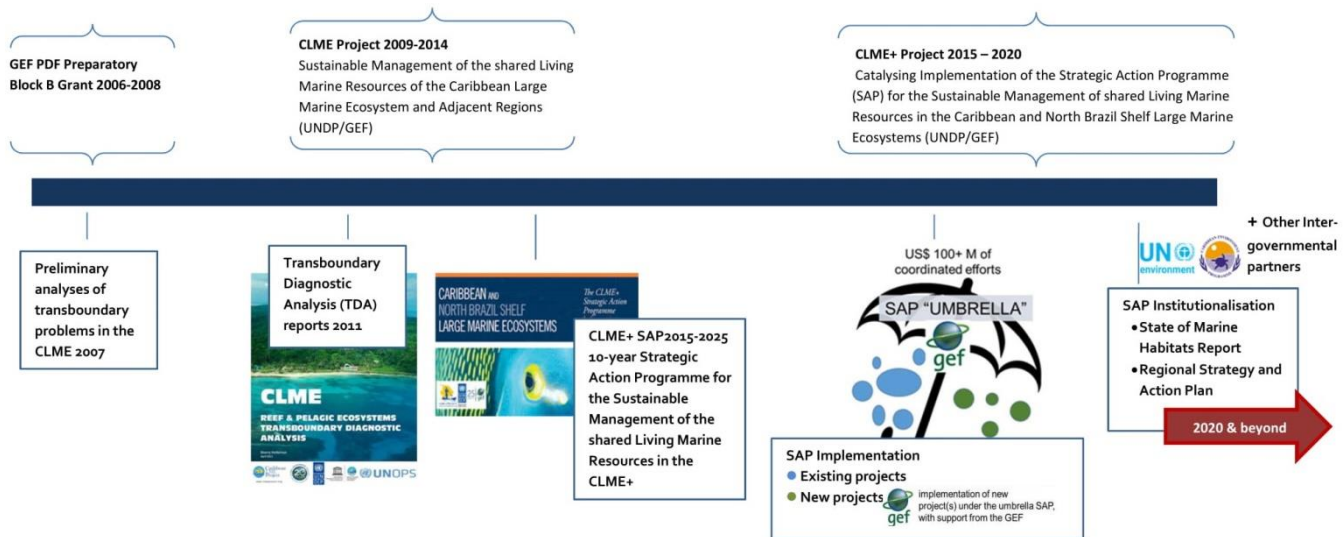 GEF PDF Preparatory
Block B Grant 2006-2008
CLME Project 2009-2014
Sustainable Management of the shared Living
Marine Resources of the Caribbean Large
Marine Ecosystem and Adjacent Regions
(UNDP/GEF)
CLME+ Project 2015 – 2020
Catalysing Implementation of the Strategic Action Programme
(SAP) for the Sustainable Management of shared Living Marine
Resources in the Caribbean and North Brazil Shelf Large Marine
Ecosystems (UNDP/GEF)
Preliminary
analyses of
transboundary
problems in the
CLME 2007
Transboundary
Diagnostic
Analysis (TDA)
reports 2011
CLME
REEF & PELAGIC ECOSYSTEMS
TRANSBOUNDARY DIAGNOSTIC
ANALYSIS
UNOPS
CARIBBEAN AND
NORTH BRAZIL SHELF
LARGE MARINE ECOSYSTEMS
The CLME+
Strategic Action
Programme
CLME+ SAP2015-2025
10-year Strategic
Action Programme for
the Sustainable
Management of the
shared Living Marine
Resources in the
CLME+
US$ 100+ M of
coordinated efforts
SAP "UMBRELLA"
gef
SAP Implementation
Existing projects
New projects
gef
implementation of new
project(s) under the umbrella SAP,
with support from the GEF
UN
environment
+ Other Inter-
governmental
partners
SAP Institutionalisation
•State of Marine
Habitats Report
•Regional Strategy and
Action Plan
2020 & beyond